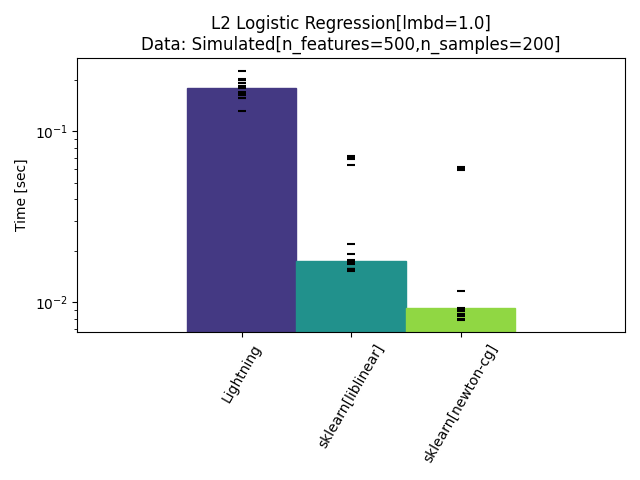 L2 Logistic Regression[lmbd=1.0]
Data: Simulated[n_features=500,n_samples=200]
Time [sec]
10⁻¹
10⁻²
Lightning
sklearn[liblinear]
sklearn[newton-cg]